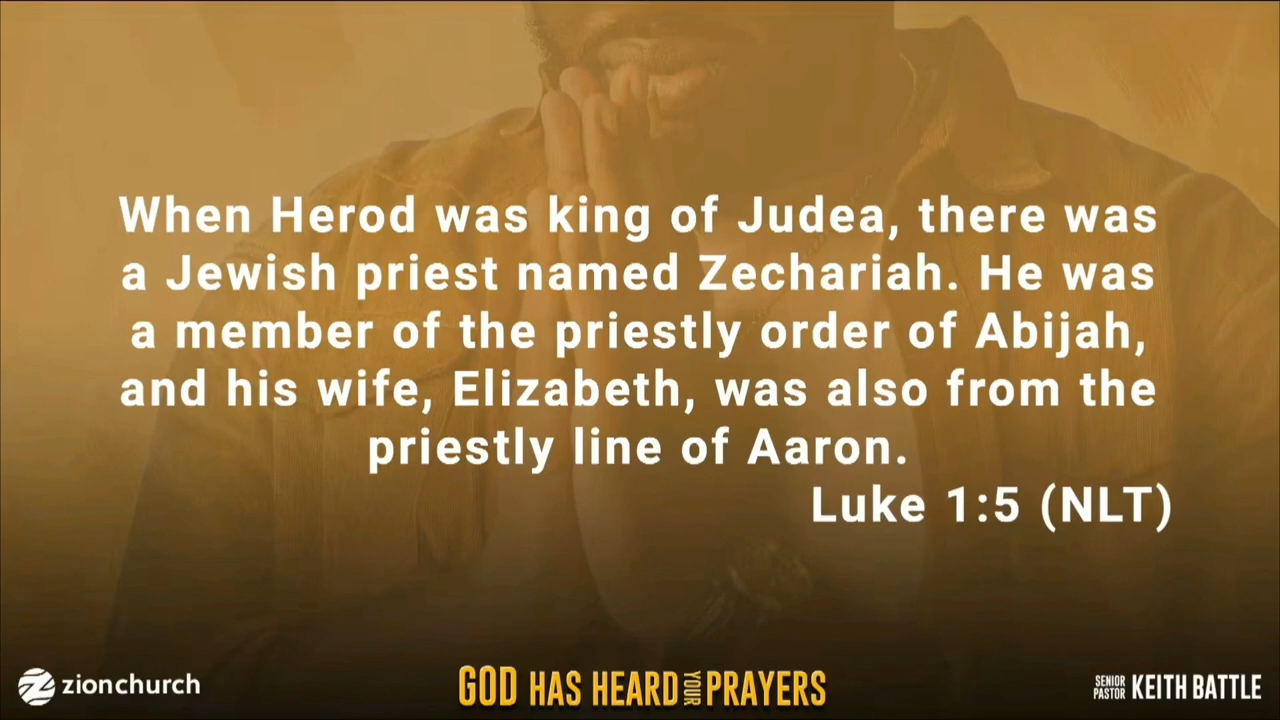 When Herod was king of Judea, there was
a Jewish priest named Zechariah. He was
a member of the priestly order of Abijah,
and his wife, Elizabeth, was also from the
priestly line of Aaron.
Luke 1:5 (NLT)
zionchurch
GOD HAS HEARD YOUR PRAYERS
SENIOR PASTOR KEITH BATTLE